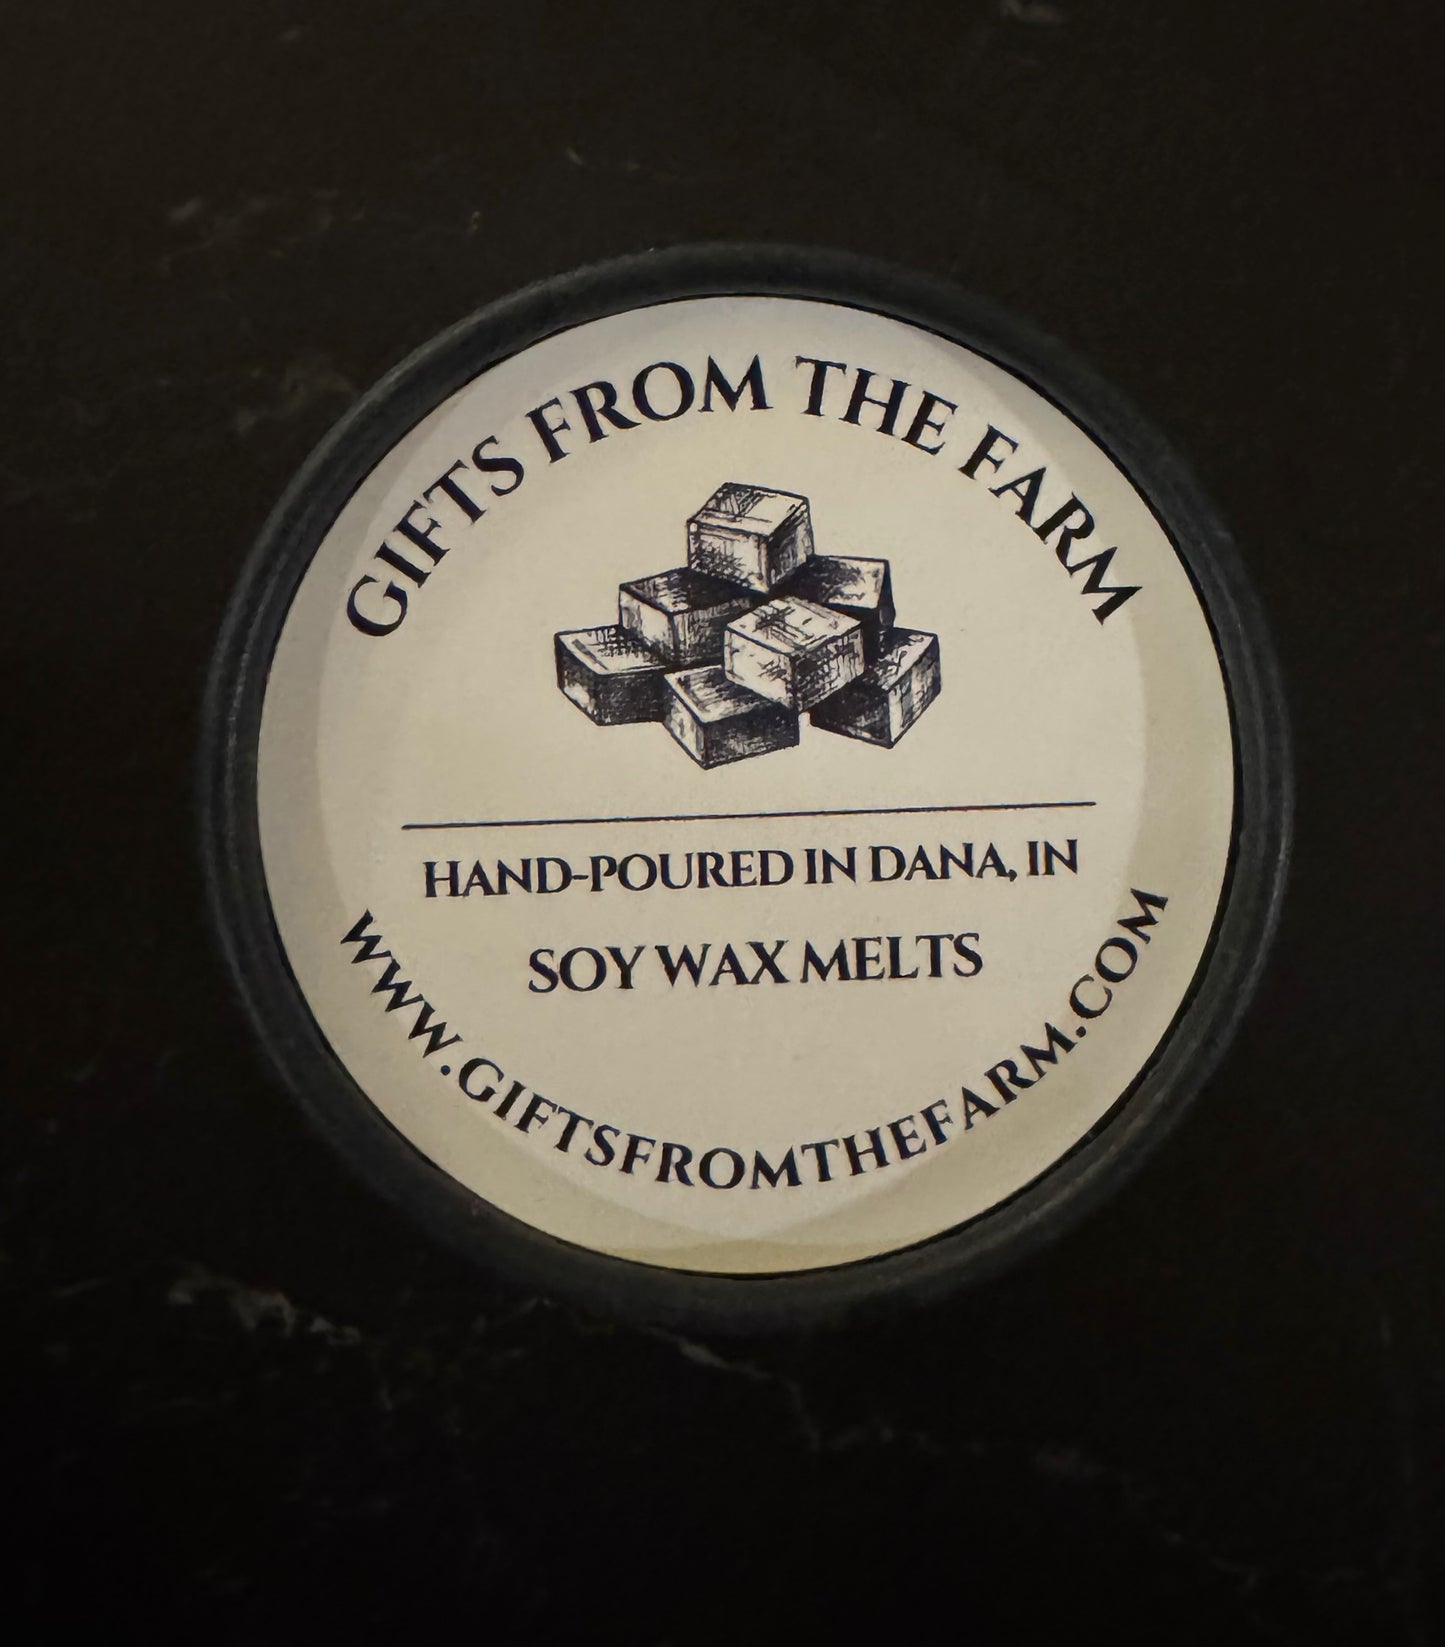 GIFTS FROM THE FARM
HAND-POURED IN DANA, IN
SOY WAX MELTS
WWW.GIFTSFROMTHEFARM.COM